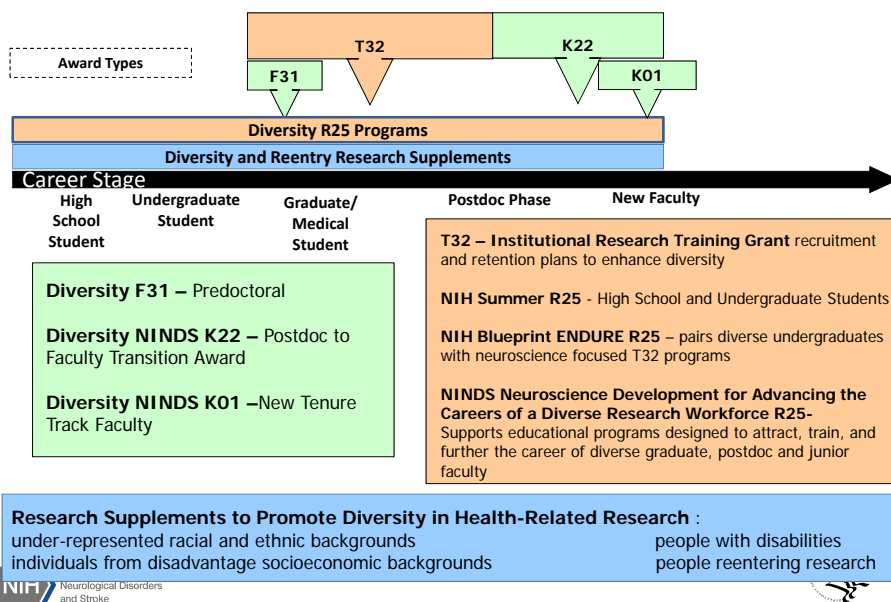 T32
K22
Award Types
F31
K01
Diversity R25 Programs
Diversity and Reentry Research Supplements
Career Stage
High
School
Student
Undergraduate
Student
Graduate/
Medical
Student
Postdoc Phase
New Faculty
Diversity F31 – Predoctoral
Diversity NINDS K22 – Postdoc to
Faculty Transition Award
Diversity NINDS K01 –New Tenure
Track Faculty
T32 – Institutional Research Training Grant recruitment
and retention plans to enhance diversity
NIH Summer R25 - High School and Undergraduate Students
NIH Blueprint ENDURE R25 – pairs diverse undergraduates
with neuroscience focused T32 programs
NINDS Neuroscience Development for Advancing the
Careers of a Diverse Research Workforce R25-
Supports educational programs designed to attract, train, and
further the career of diverse graduate, postdoc and junior
faculty
Research Supplements to Promote Diversity in Health-Related Research :
under-represented racial and ethnic backgrounds people with disabilities
individuals from disadvantage socioeconomic backgrounds people reentering research
NIH
Neurological Disorders
and Stroke